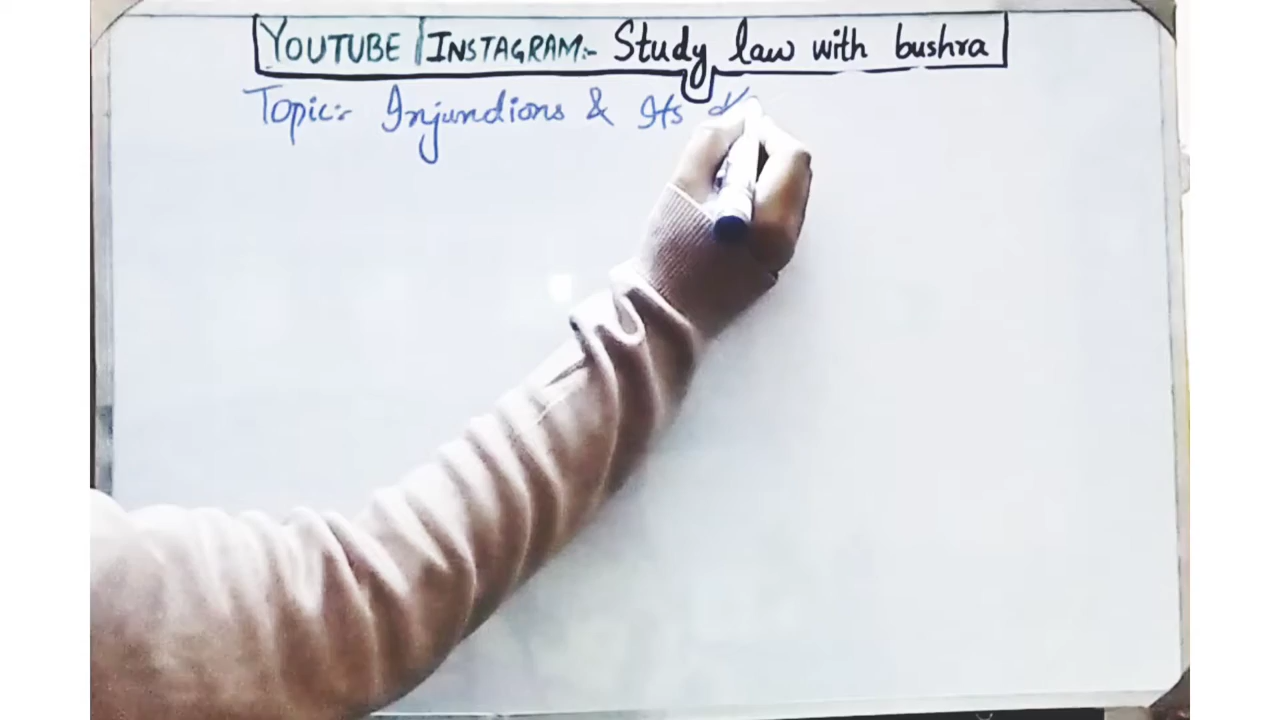 YOUTUBE | INSTAGRAM:- Study law with bushra
Topic:- Injunctions & Its